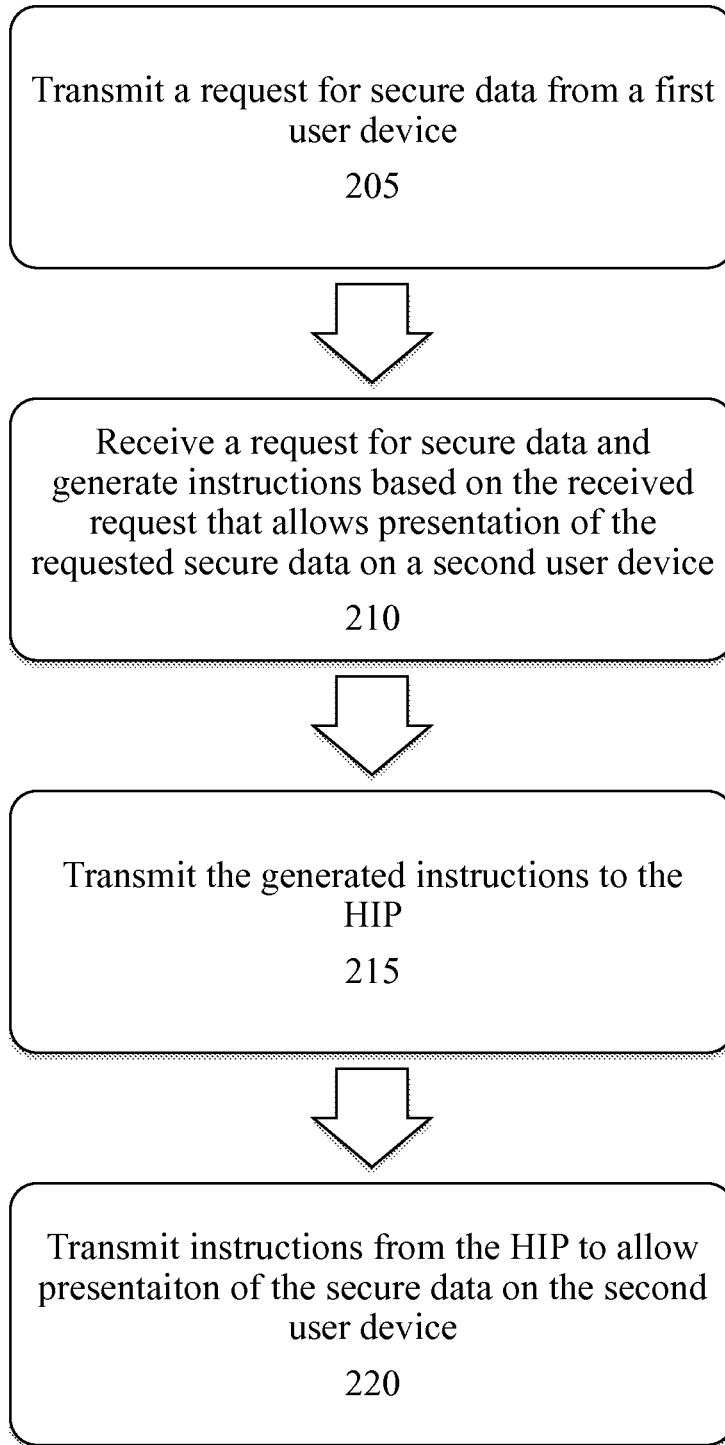 Transmit a request for secure data from a first
user device
205
Receive a request for secure data and
generate instructions based on the received
request that allows presentation of the
requested secure data on a second user device
210
Transmit the generated instructions to the
HIP
215
Transmit instructions from the HIP to allow
presentaiton of the secure data on the second
user device
220